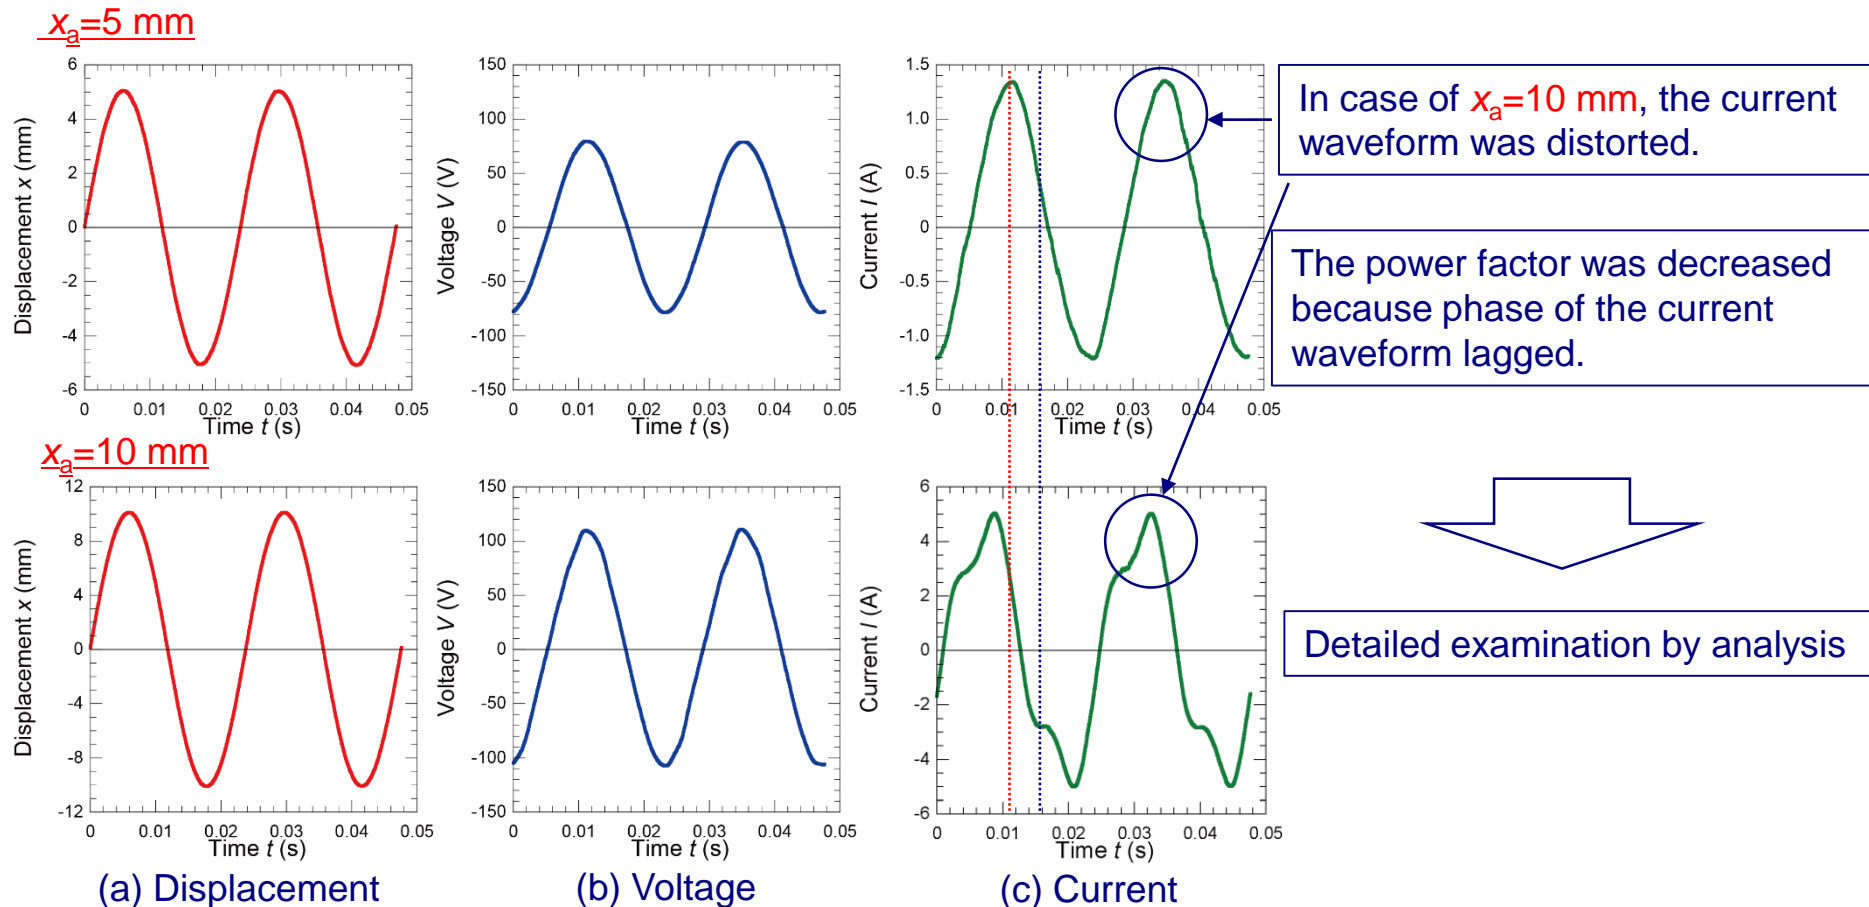 xa=5 mm
6
4
2
0
-2
-4
-6
Displacement x (mm)
0 0.01 0.02 0.03 0.04 0.05
Time t (s)
150
100
50
0
-50
-100
-150
Voltage V (V)
0 0.01 0.02 0.03 0.04 0.05
Time t (s)
1.5
1.0
0.5
0
-0.5
-1.0
-1.5
Current I (A)
0 0.01 0.02 0.03 0.04 0.05
Time t (s)
In case of xa=10 mm, the current
waveform was distorted.
The power factor was decreased
because phase of the current
waveform lagged.
xa=10 mm
12
8
4
0
-4
-8
-12
Displacement x (mm)
0 0.01 0.02 0.03 0.04 0.05
Time t (s)
150
100
50
0
-50
-100
-150
Voltage V (V)
0 0.01 0.02 0.03 0.04 0.05
Time t (s)
6
4
2
0
-2
-4
-6
Current I (A)
0 0.01 0.02 0.03 0.04 0.05
Time t (s)
Detailed examination by analysis
(a) Displacement
(b) Voltage
(c) Current